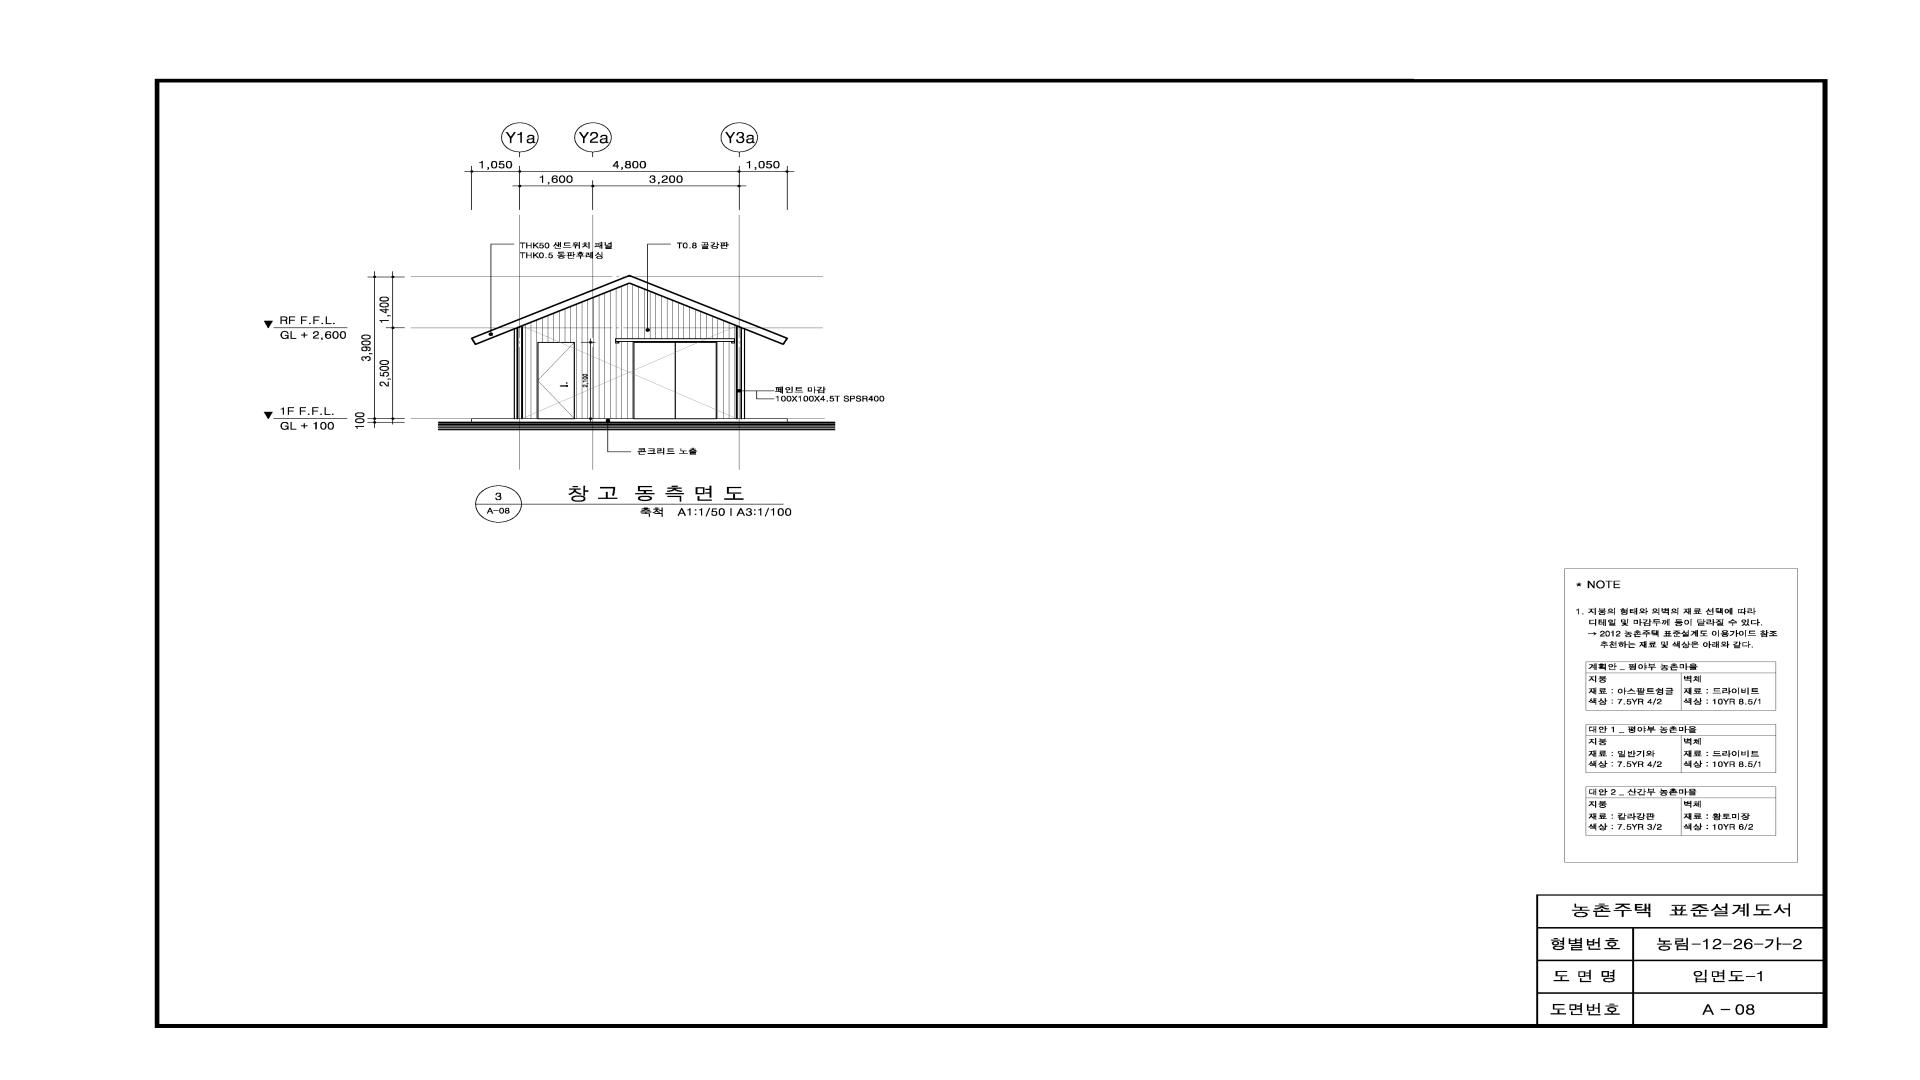 Y1a
Y2a
Y3a
1,050
4,800
1,050
1,600
3,200
THK50 샌드위치 패널
THK0.5 동판후레싱
T0.8 골강판
1,400
3,900
2,500
100
RF F.F.L.
GL + 2,600
1F F.F.L.
GL + 100
2,100
페인트 마감
100X100X4.5T SPSR400
콘크리트 노출
3
A-08
창 고 동 측 면 도
축척 A1:1/50 I A3:1/100
* NOTE
1. 지붕의 형태와 외벽의 재료 선택에 따라
디테일 및 마감두께 등이 달라질 수 있다.
→ 2012 농촌주택 표준설계도 이용가이드 참조
추천하는 재료 및 색상은 아래와 같다.
계획안 _ 평야부 농촌마을
지붕 벽체
재료 : 아스팔트슁글 재료 : 드라이비트
색상 : 7.5YR 4/2 색상 : 10YR 8.5/1
대안 1 _ 평야부 농촌마을
지붕 벽체
재료 : 일반기와 재료 : 드라이비트
색상 : 7.5YR 4/2 색상 : 10YR 8.5/1
대안 2 _ 산간부 농촌마을
지붕 벽체
재료 : 칼라강판 재료 : 황토미장
색상 : 7.5YR 3/2 색상 : 10YR 6/2
농촌주택 표준설계도서
형별번호 농림-12-26-가-2
도 면 명 입면도-1
도면번호 A - 08